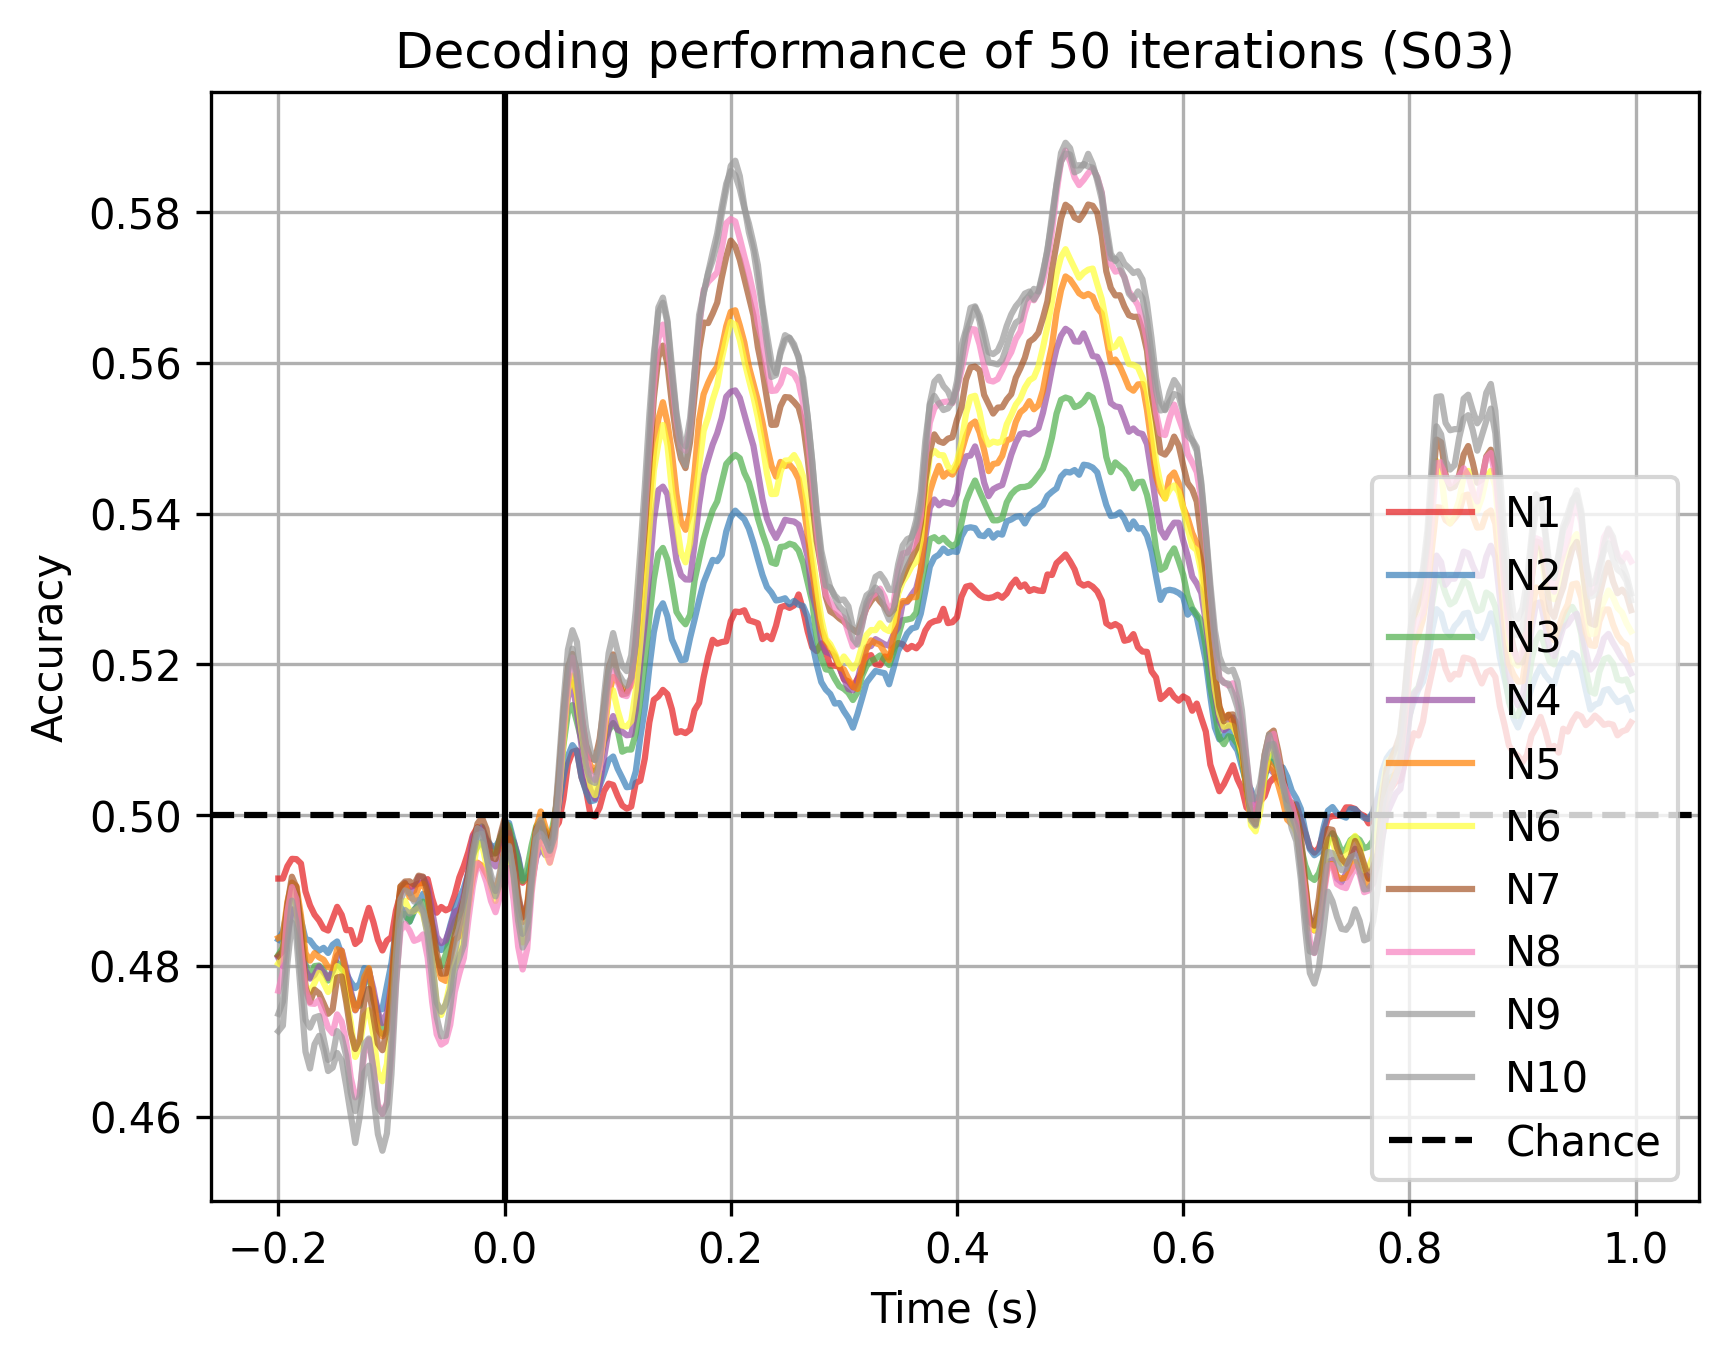 Decoding performance of 50 iterations (S03)
Accuracy
0.58
0.56
0.54
0.52
0.50
0.48
0.46
N1
N2
N3
N4
N5
N6
N7
N8
N9
N10
Chance
−0.2 0.0 0.2 0.4 0.6 0.8 1.0
Time (s)